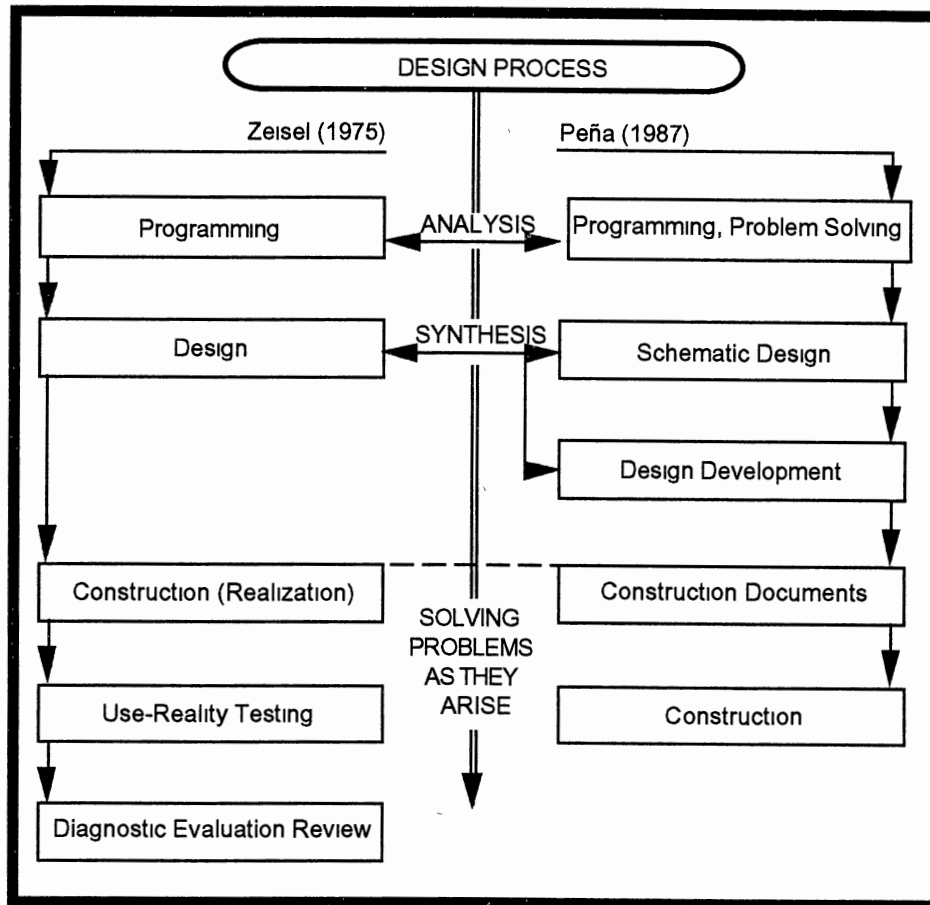 DESIGN PROCESS
Zeisel (1975)
Peña (1987)
Programming
ANALYSIS
Programming, Problem Solving
Design
SYNTHESIS
Schematic Design
Design Development
Construction (Realization)
Construction Documents
SOLVING
PROBLEMS
AS THEY
ARISE
Use-Reality Testing
Construction
Diagnostic Evaluation Review